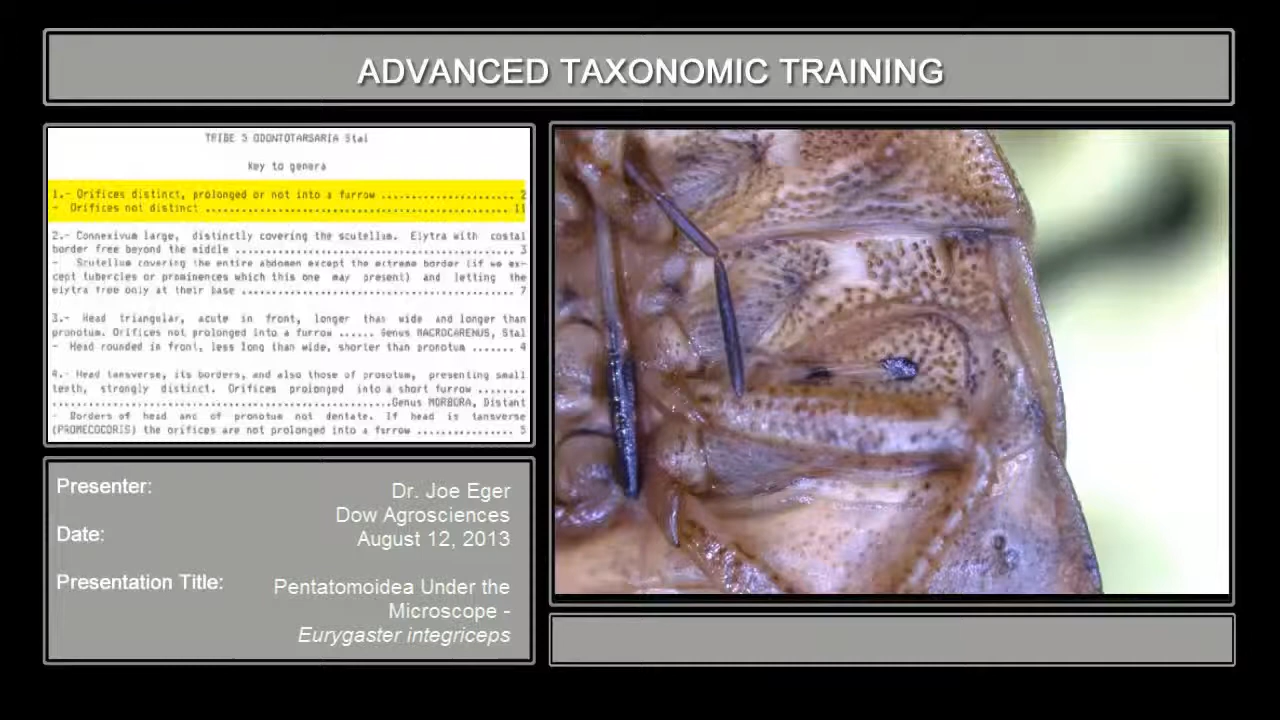 ADVANCED TAXONOMIC TRAINING
TRIBE 5 ODONTOTARSARIA Stal
Key to genera
1.- Orifices distinct, prolonged or not into a furrow ...................... 2
- Orifices not distinct .................................................. 11
2.- Connexivum large, distinctly covering the scutellum. Elytra with costal
border free beyond the middle ............................................. 3
- Scutellum covering the entire abdomen except the extreme border (if we ex-
cept tubercles or prominences which this one may present) and letting the
elytra free only at their base ............................................ 7
3.- Head triangular, acute in front, longer than wide and longer than
pronotum. Orifices not prolonged into a furrow ...... Genus MACROCARENUS, Stal
- Head rounded in front, less long than wide, shorter than pronotum ....... 4
4.- Head tansverse, its borders, and also those of pronotum, presenting small
teeth, strongly distinct. Orifices prolonged into a short furrow ........
......................................................Genus MORBORA, Distant
- Borders of head and of pronotum not dentate. If head is tansverse
(PROMECOCORIS) the orifices are not prolonged into a furrow ................ 5
Presenter:
Dr. Joe Eger
Dow Agrosciences
Date:
August 12, 2013
Presentation Title:
Pentatomoidea Under the
Microscope -
Eurygaster integriceps